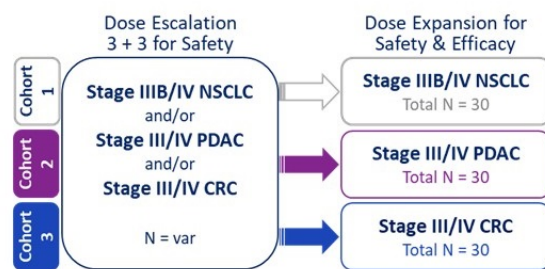 Dose Escalation
3 + 3 for Safety
Dose Expansion for
Safety & Efficacy
Cohort
1
Cohort
2
Cohort
3
Stage IIIB/IV NSCLC
and/or
Stage III/IV PDAC
and/or
Stage III/IV CRC
N = var
Stage IIIB/IV NSCLC
Total N = 30
Stage III/IV PDAC
Total N = 30
Stage III/IV CRC
Total N = 30